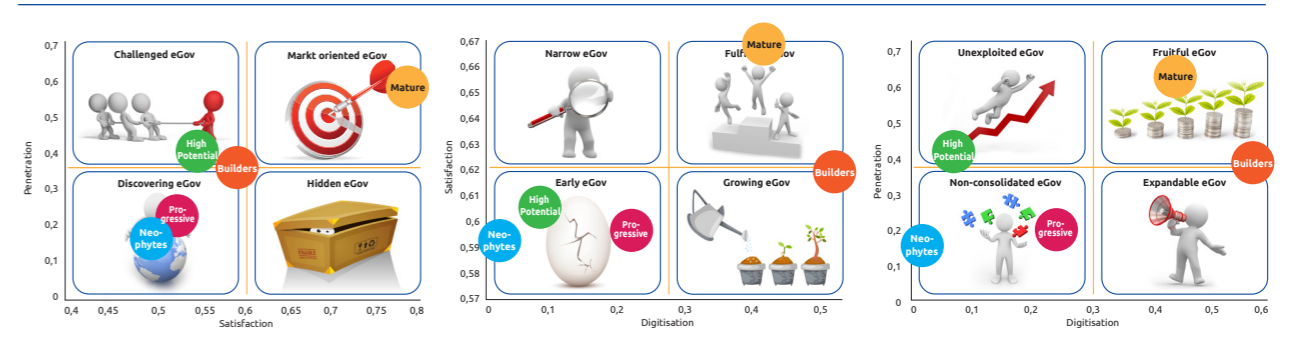 0,7
0,6
0,5
0,4
0,3
0,2
0,1
0
Penetration
Challenged eGov
Markt oriented eGov
Mature
High
Potential
Builders
Discovering eGov
Hidden eGov
Pro-
gressive
Neo-
phytes
0,4 0,45 0,5 0,55 0,6 0,65 0,7 0,75 0,8
Satisfaction
0,67
0,66
0,65
0,64
0,63
0,62
0,61
0,6
0,59
0,58
0,57
Satisfaction
Narrow eGov
eGov
Mature
Builders
Early eGov
Growing eGov
High
Potential
Pro-
gressive
Neo-
phytes
0 0,1 0,2 0,3 0,4 0,5
Digitisation
0,7
0,6
0,5
0,4
0,3
0,2
0,1
0
Penetration
Unexploited eGov
Fruitful eGov
Mature
High
Potential
Builders
Non-consolidated eGov
Expandable eGov
Pro-
gressive
Neo-
phytes
0 0,1 0,2 0,3 0,4 0,5 0,6
Digitisation